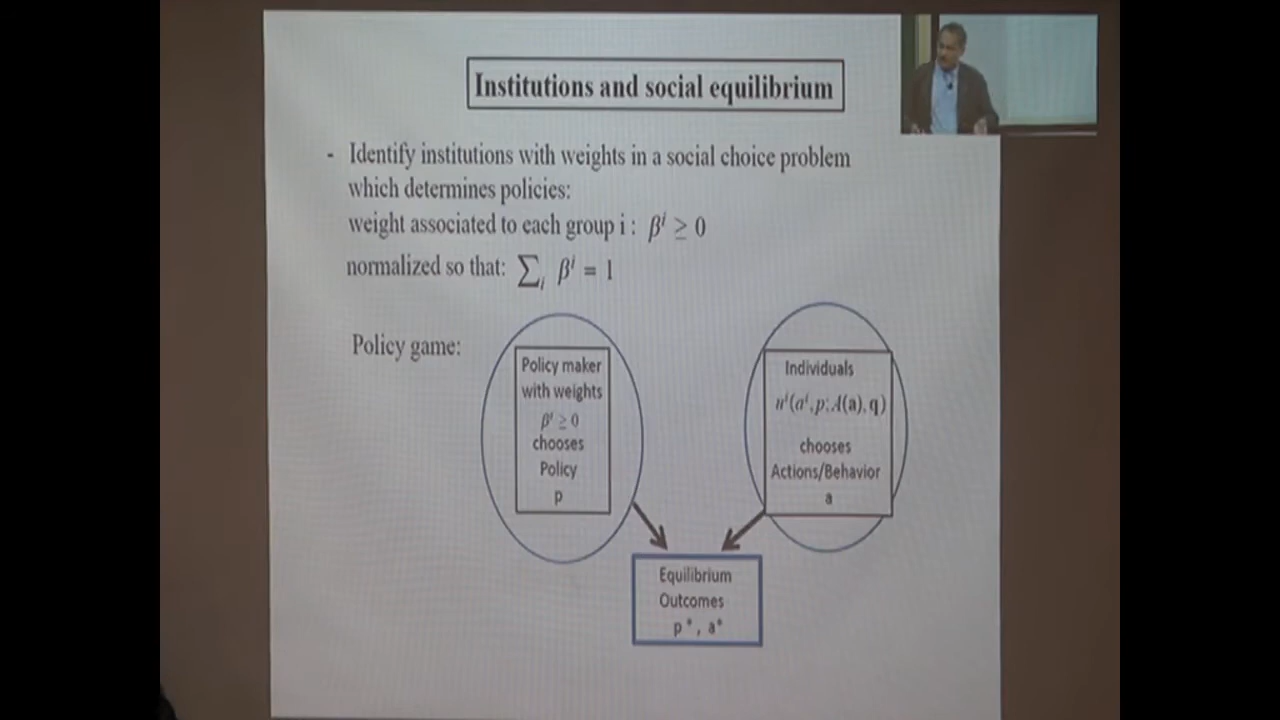 Institutions and social equilibrium
- Identify institutions with weights in a social choice problem
which determines policies:
weight associated to each group i : βⁱ ≥ 0
normalized so that: ∑ᵢ βⁱ = 1
Policy game:
Policy maker
with weights
βⁱ ≥ 0
chooses
Policy
p
Individuals
uⁱ(aⁱ,p;A(a),q)
chooses
Actions/Behavior
a
Equilibrium
Outcomes
p*, a*